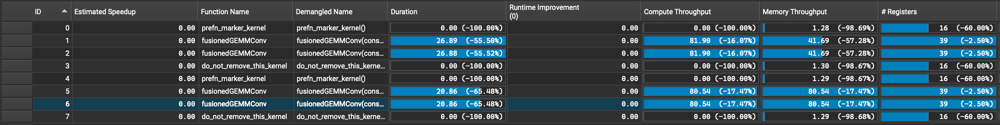 ID Estimated Speedup Function Name Demangled Name Duration Runtime Improvement (0) Compute Throughput Memory Throughput # Registers
0 0.00 prefn_marker_kernel prefn_marker_kernel() 0.00 (-100.00%) 0.00 0.00 (-100.00%) 1.28 (-98.69%) 16 (-60.00%)
1 0.00 fusionedGEMMConv fusionedGEMMConv(cons... 26.89 (-55.50%) 0.00 81.90 (-16.07%) 41.69 (-57.28%) 39 (-2.50%)
2 0.00 fusionedGEMMConv fusionedGEMMConv(cons... 26.88 (-55.52%) 0.00 81.90 (-16.07%) 41.69 (-57.28%) 39 (-2.50%)
3 0.00 do_not_remove_this_kernel do_not_remove_this_kerne... 0.00 (-100.00%) 0.00 0.00 (-100.00%) 1.30 (-98.67%) 16 (-60.00%)
4 0.00 prefn_marker_kernel prefn_marker_kernel() 0.00 (-100.00%) 0.00 0.00 (-100.00%) 1.29 (-98.67%) 16 (-60.00%)
5 0.00 fusionedGEMMConv fusionedGEMMConv(cons... 20.86 (-65.48%) 0.00 80.54 (-17.47%) 80.54 (-17.47%) 39 (-2.50%)
6 0.00 fusionedGEMMConv fusionedGEMMConv(cons... 20.86 (-65.48%) 0.00 80.54 (-17.47%) 80.54 (-17.47%) 39 (-2.50%)
7 0.00 do_not_remove_this_kernel do_not_remove_this_kerne... 0.00 (-100.00%) 0.00 0.00 (-100.00%) 1.29 (-98.68%) 16 (-60.00%)